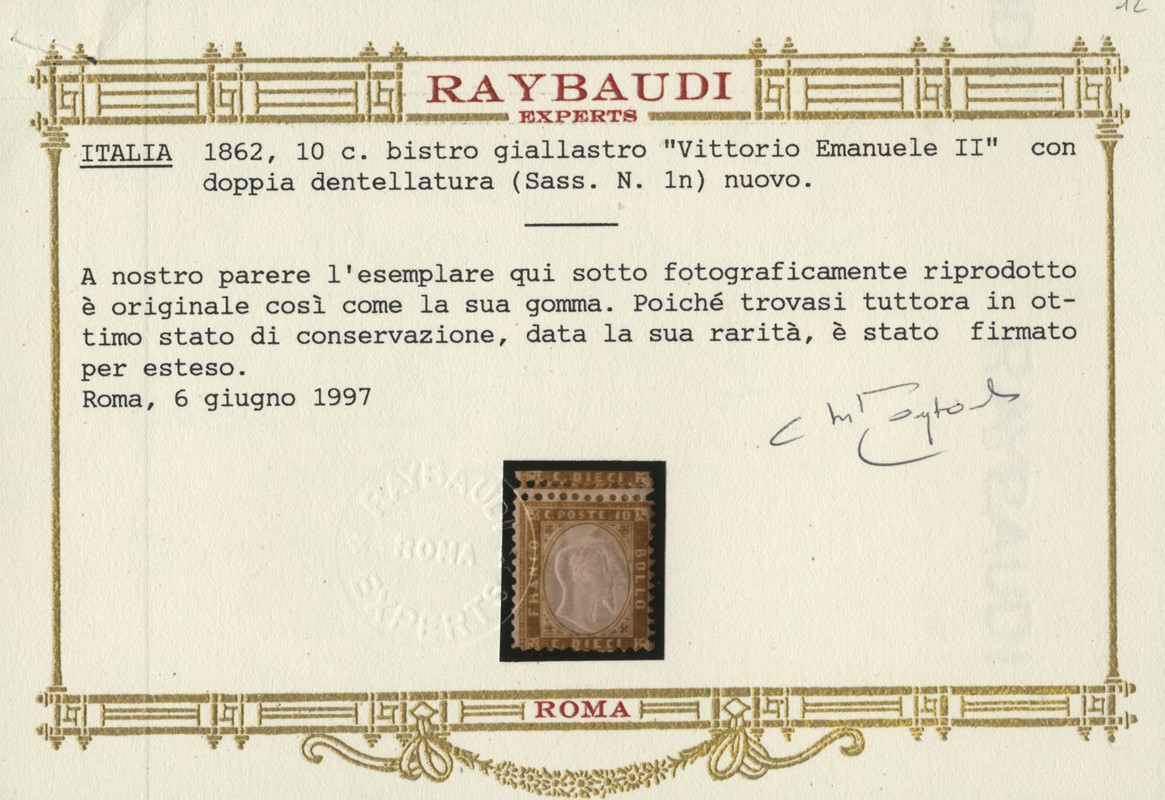 12
RAYBAUDI
EXPERTS
ITALIA 1862, 10 c. bistro giallastro "Vittorio Emanuele II" con
doppia dentellatura (Sass. N. 1n) nuovo.
A nostro parere l'esemplare qui sotto fotograficamente riprodotto
è originale così come la sua gomma. Poiché trovasi tuttora in ot-
timo stato di conservazione, data la sua rarità, è stato firmato
per esteso.
Roma, 6 giugno 1997
C. DIECI
C. POSTE 10
FRANCO
BOLLO
C. DIECI
RAYBAUDI
ROMA
EXPERTS
ROMA